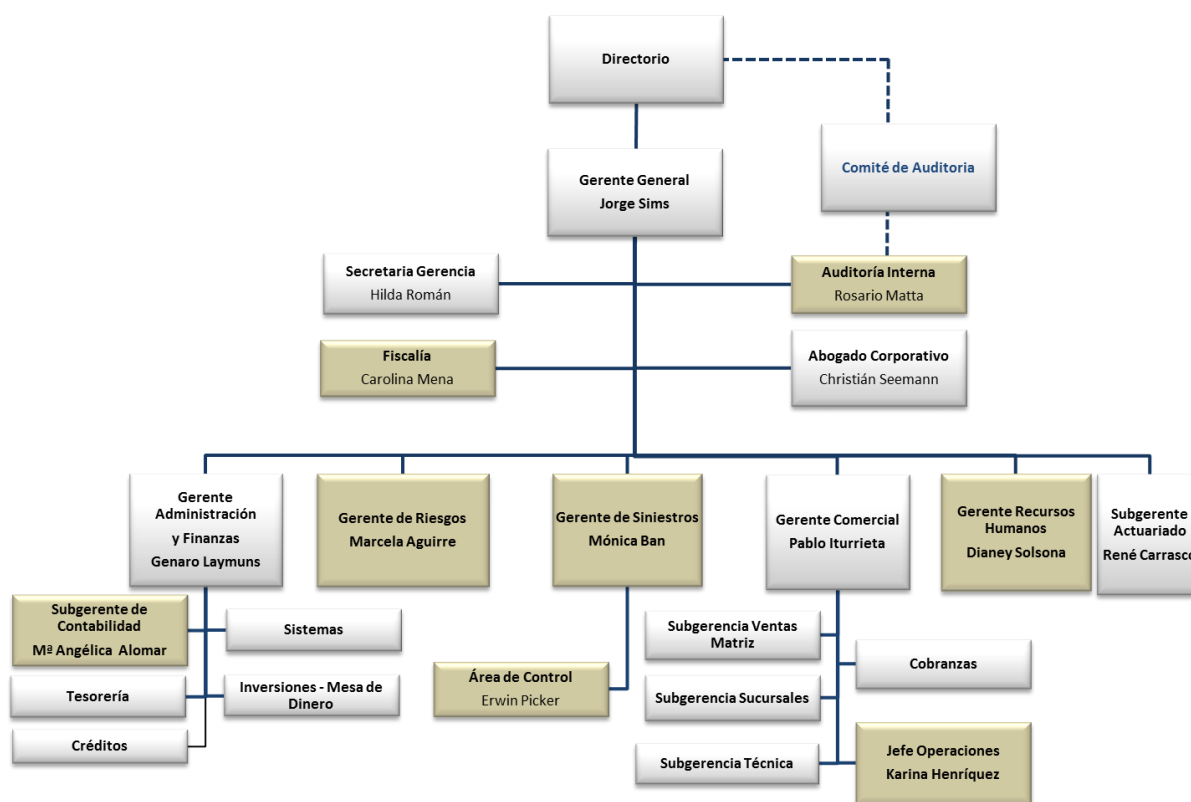 Directorio
Comité de Auditoria
Gerente General
Jorge Sims
Secretaria Gerencia
Hilda Román
Auditoría Interna
Rosario Matta
Fiscalía
Carolina Mena
Abogado Corporativo
Christián Seemann
Gerente
Administración
y Finanzas
Genaro Laymuns
Gerente de Riesgos
Marcela Aguirre
Gerente de Siniestros
Mónica Ban
Gerente Comercial
Pablo Iturrieta
Gerente Recursos
Humanos
Dianey Solsona
Subgerente
Actuariado
René Carrasco
Subgerente de
Contabilidad
Mª Angélica Alomar
Sistemas
Tesorería
Inversiones - Mesa de
Dinero
Créditos
Área de Control
Erwin Picker
Subgerencia Ventas
Matriz
Cobranzas
Subgerencia Sucursales
Subgerencia Técnica
Jefe Operaciones
Karina Henríquez